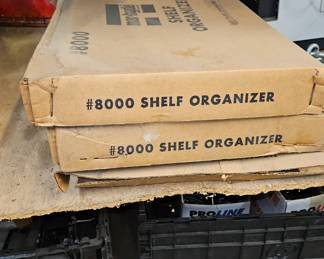 #8000
SHELF
ORGANIZER
#8000 SHELF ORGANIZER
#8000 SHELF ORGANIZER
PROLINE